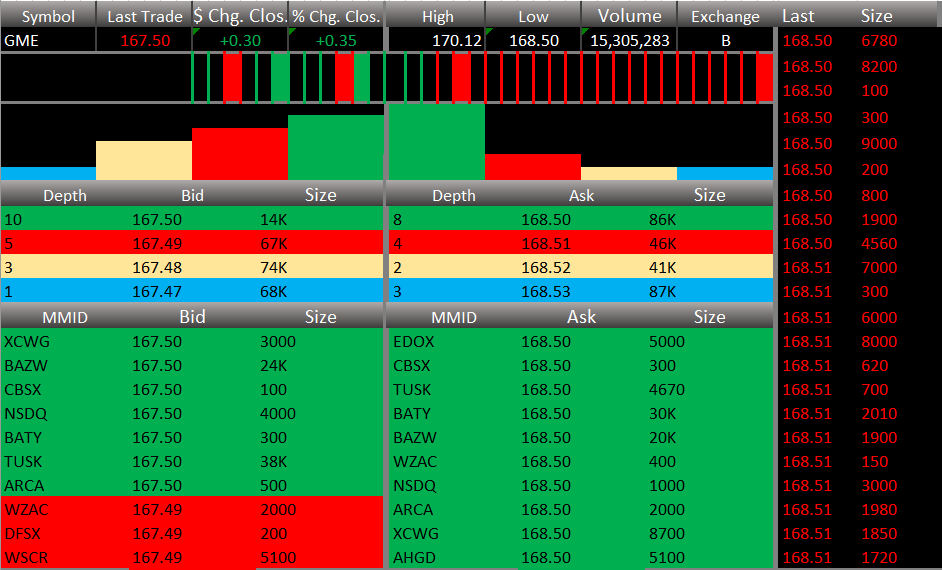 Symbol Last Trade $ Chg. Clos. % Chg. Clos. High Low Volume Exchange Last Size
GME 167.50 +0.30 +0.35 170.12 168.50 15,305,283 B 168.50 6780
168.50 8200
168.50 100
168.50 300
168.50 9000
168.50 200
Depth Bid Size Depth Ask Size 168.50 800
10 167.50 14K 8 168.50 86K 168.50 1900
5 167.49 67K 4 168.51 46K 168.50 4560
3 167.48 74K 2 168.52 41K 168.51 7000
1 167.47 68K 3 168.53 87K 168.51 300
MMID Bid Size MMID Ask Size 168.51 6000
XCWG 167.50 3000 EDOX 168.50 5000 168.51 8000
BAZW 167.50 24K CBSX 168.50 300 168.51 620
CBSX 167.50 100 TUSK 168.50 4670 168.51 700
NSDQ 167.50 4000 BATY 168.50 30K 168.51 2010
BATY 167.50 300 BAZW 168.50 20K 168.51 1900
TUSK 167.50 38K WZAC 168.50 400 168.51 150
ARCA 167.50 500 NSDQ 168.50 1000 168.51 3000
WZAC 167.49 2000 ARCA 168.50 2000 168.51 1980
DFSX 167.49 200 XCWG 168.50 8700 168.51 1850
WSCR 167.49 5100 AHGD 168.50 5100 168.51 1720